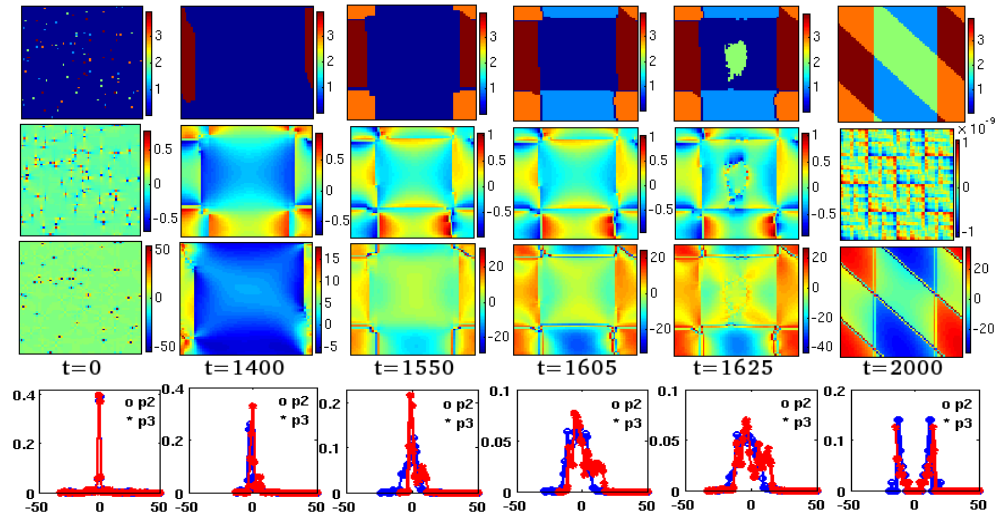 3 3 3 3 3 3
2 2 2 2 2 2
1 1 1 1 1 1
0.5 0.5 1 1 1 × 10⁻⁹
0.5 0.5 0.5 1
0 0 0 0 0
-0.5 -0.5 -0.5 -0.5 -0.5 -1
50 15 20 20 20 20
10
0 5 0 0 0 0
0 -20 -20 -20
-50 -5 -20 -40 -40
t=0 t=1400 t=1550 t=1605 t=1625 t=2000
0.4 0.4 0.2 0.1 0.1 0.2
o p2 o p2 o p2 o p2 o p2 o p2
* p3 * p3 * p3 * p3 * p3 * p3
0.2 0.2 0.1 0.05 0.05 0.1
0 0 0 0 0 0
-50 0 50 -50 0 50 -50 0 50 -50 0 50 -50 0 50 -50 0 50